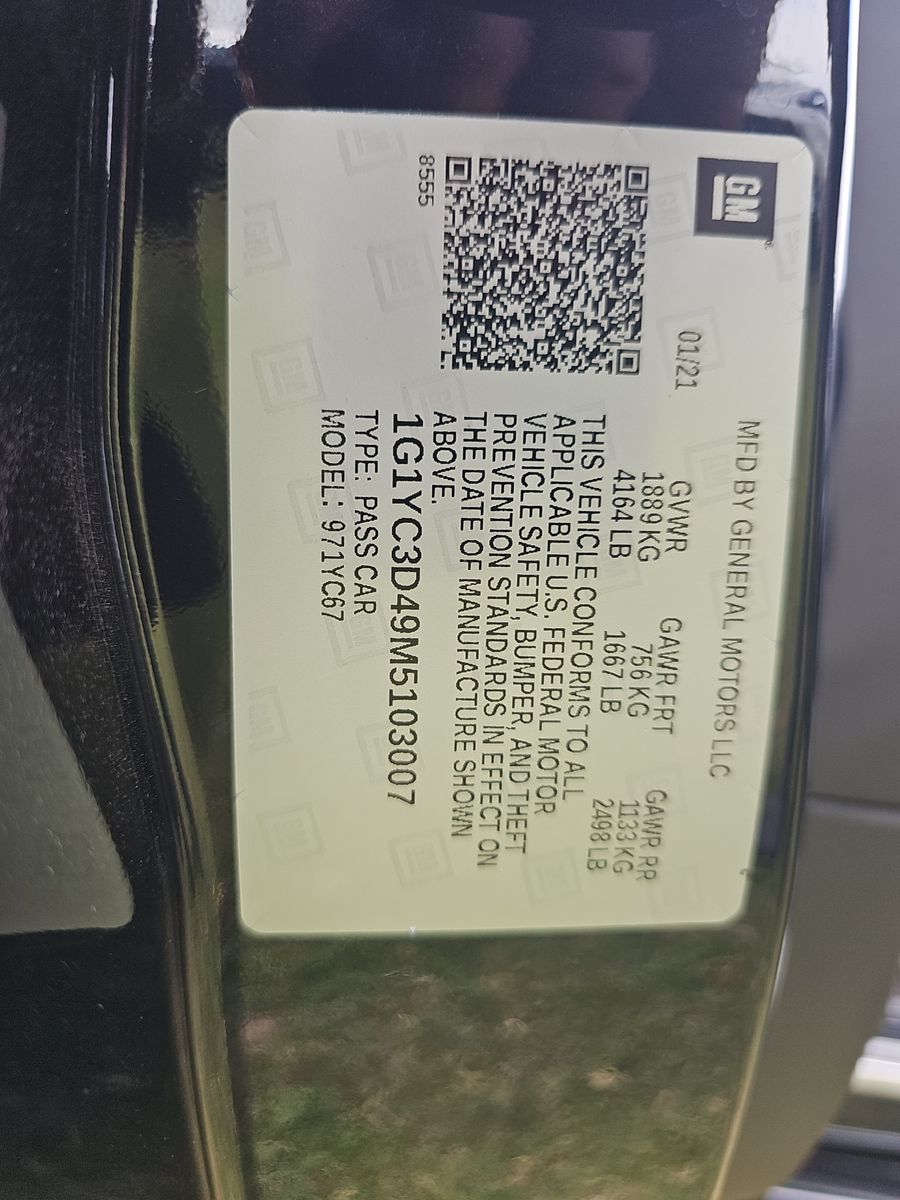 GM
MFD BY GENERAL MOTORS LLC
01/21
GVWR GAWR FRT GAWR RR
1889 KG 756 KG 1133 KG
4164 LB 1667 LB 2498 LB
THIS VEHICLE CONFORMS TO ALL
APPLICABLE U.S. FEDERAL MOTOR
VEHICLE SAFETY, BUMPER, AND THEFT
PREVENTION STANDARDS IN EFFECT ON
THE DATE OF MANUFACTURE SHOWN
ABOVE.
8555
1G1YC3D49M5103007
TYPE: PASS CAR
MODEL: 971YC67